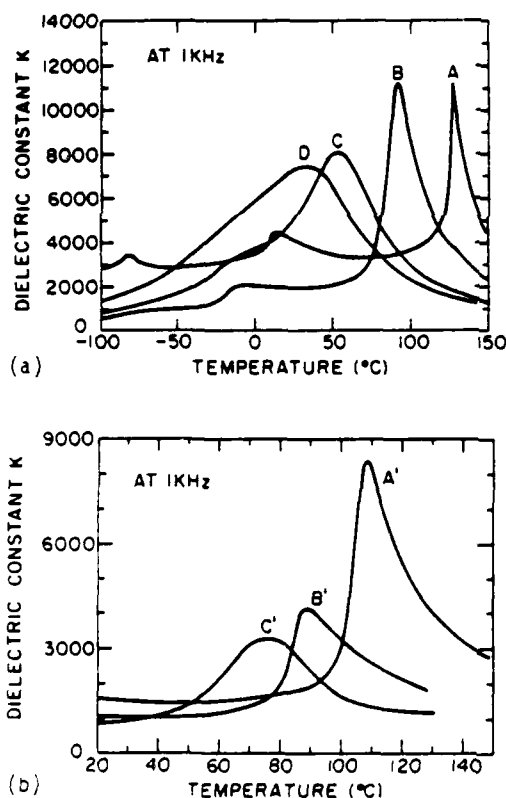 14000
12000
10000
8000
6000
4000
2000
0
DIELECTRIC CONSTANT K
AT 1KHz
B A
D C
-100 -50 0 50 100 150
TEMPERATURE (°C)
(a)
9000
6000
3000
0
DIELECTRIC CONSTANT K
AT 1KHz
A'
B'
C'
20 40 60 80 100 120 140
TEMPERATURE (°C)
(b)